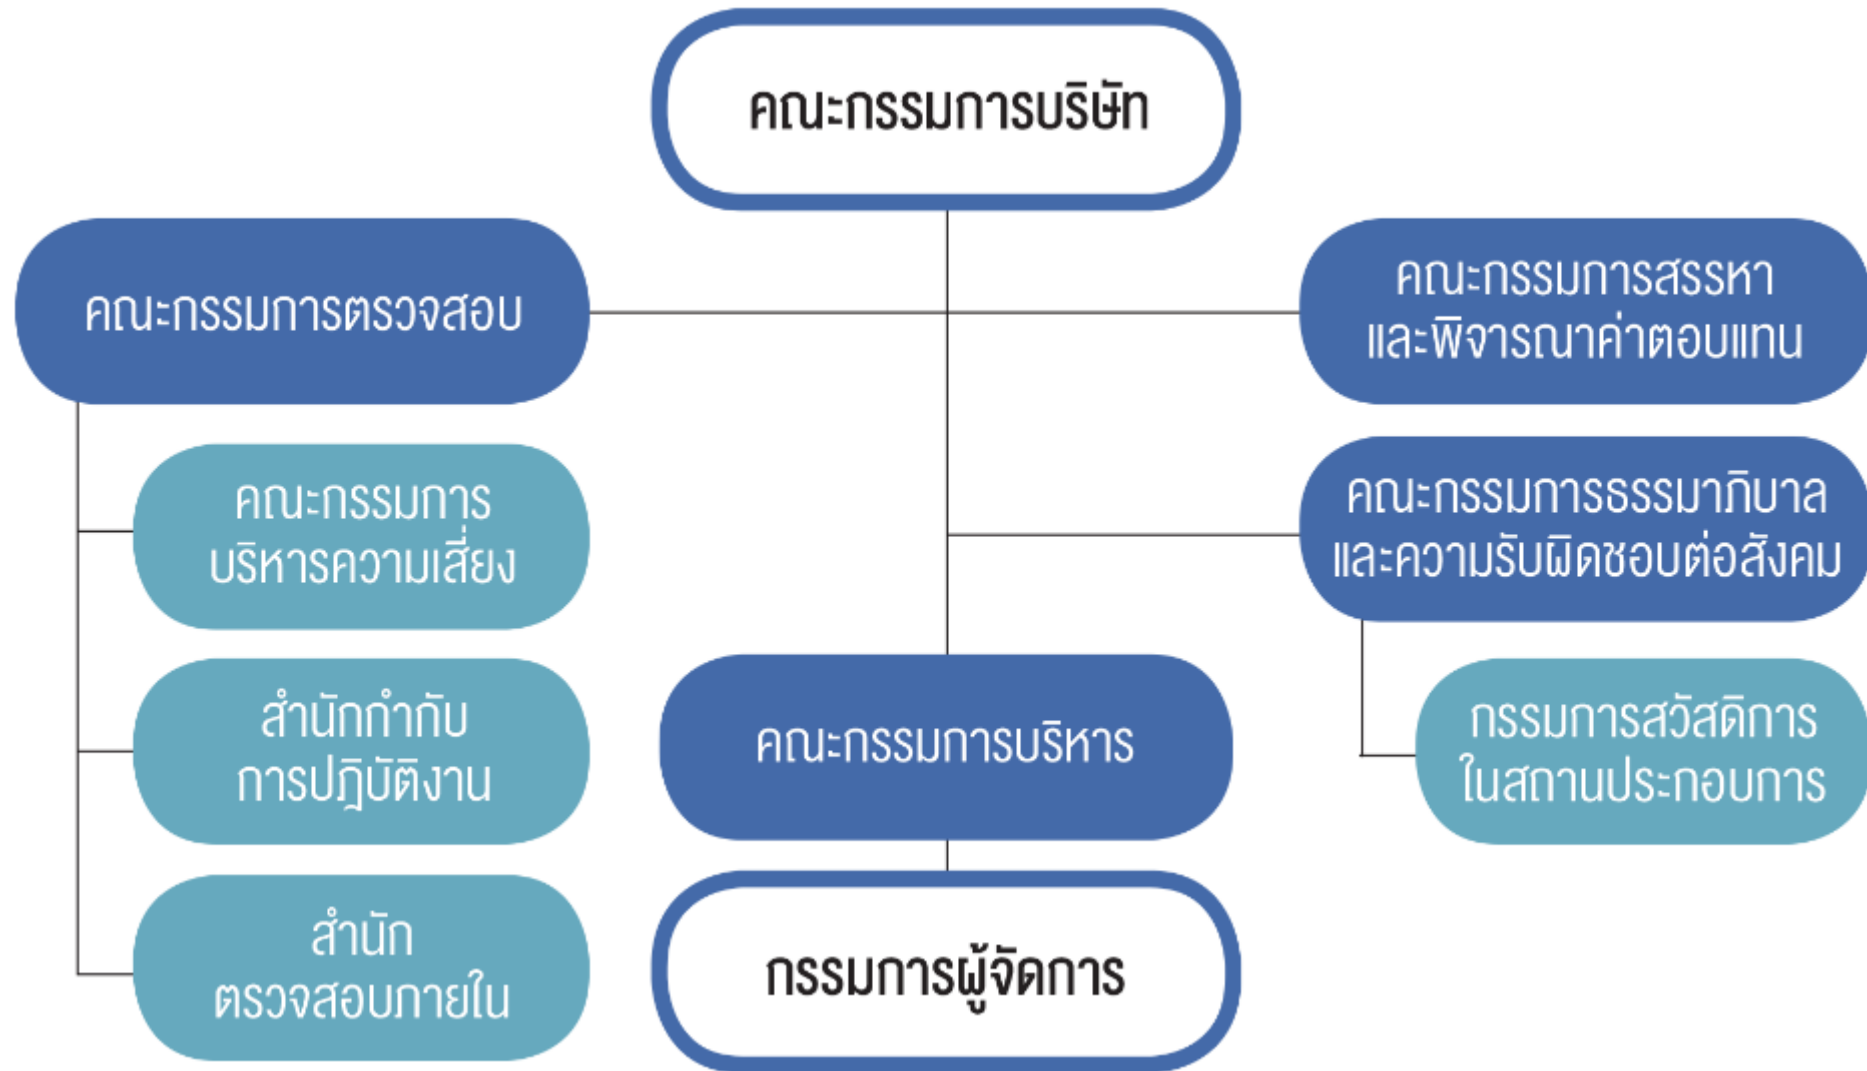 คณะกรรมการบริษัท
คณะกรรมการตรวจสอบ
คณะกรรมการสรรหา
และพิจารณาค่าตอบแทน
คณะกรรมการ
บริหารความเสี่ยง
คณะกรรมการธรรมาภิบาล
และความรับผิดชอบต่อสังคม
สำนักกำกับ
การปฎิบัติงาน
คณะกรรมการบริหาร
กรรมการสวัสดิการ
ในสถานประกอบการ
สำนัก
ตรวจสอบภายใน
กรรมการผู้จัดการ